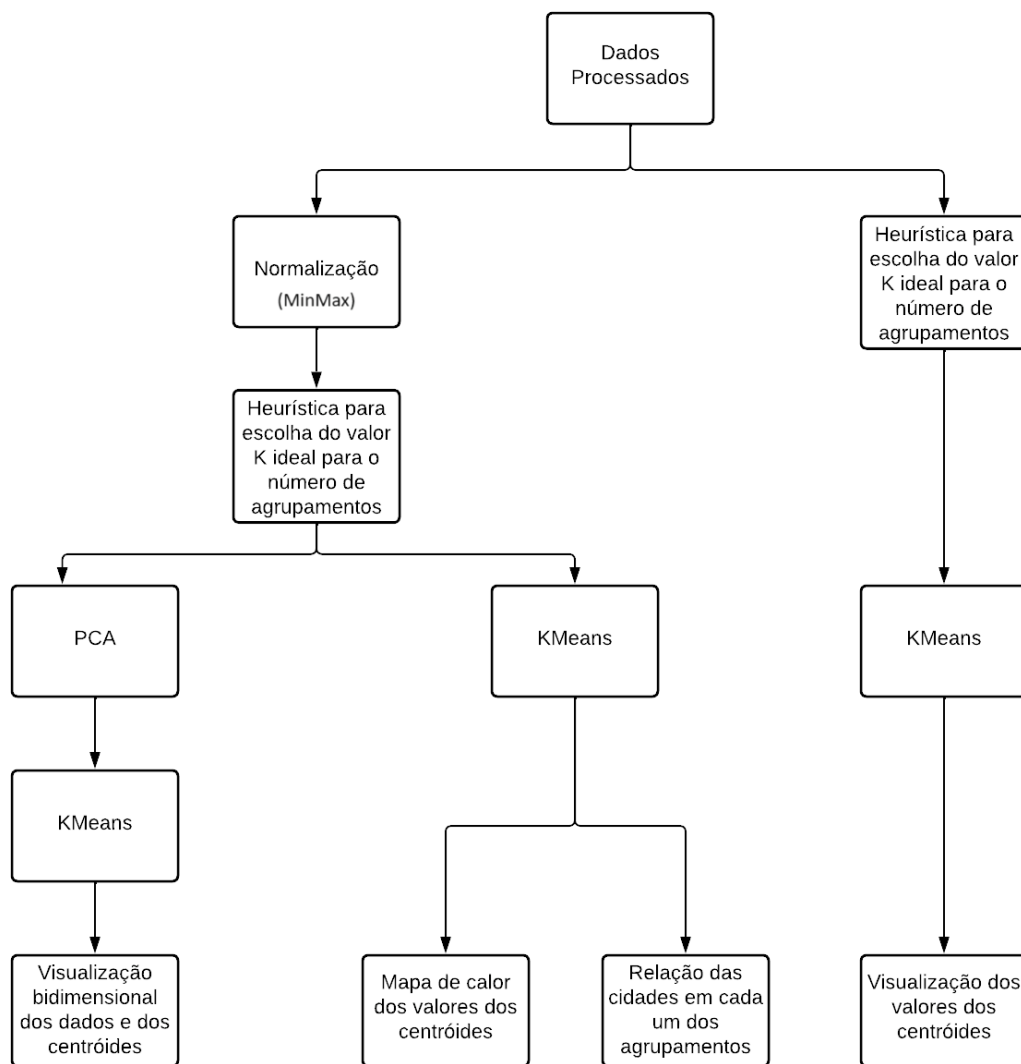 Dados
Processados
Normalização
(MinMax)
Heurística para
escolha do valor
K ideal para o
número de
agrupamentos
Heurística para
escolha do valor
K ideal para o
número de
agrupamentos
PCA
KMeans
KMeans
KMeans
Visualização
bidimensional
dos dados e dos
centróides
Mapa de calor
dos valores dos
centróides
Relação das
cidades em cada
um dos
agrupamentos
Visualização dos
valores dos
centróides